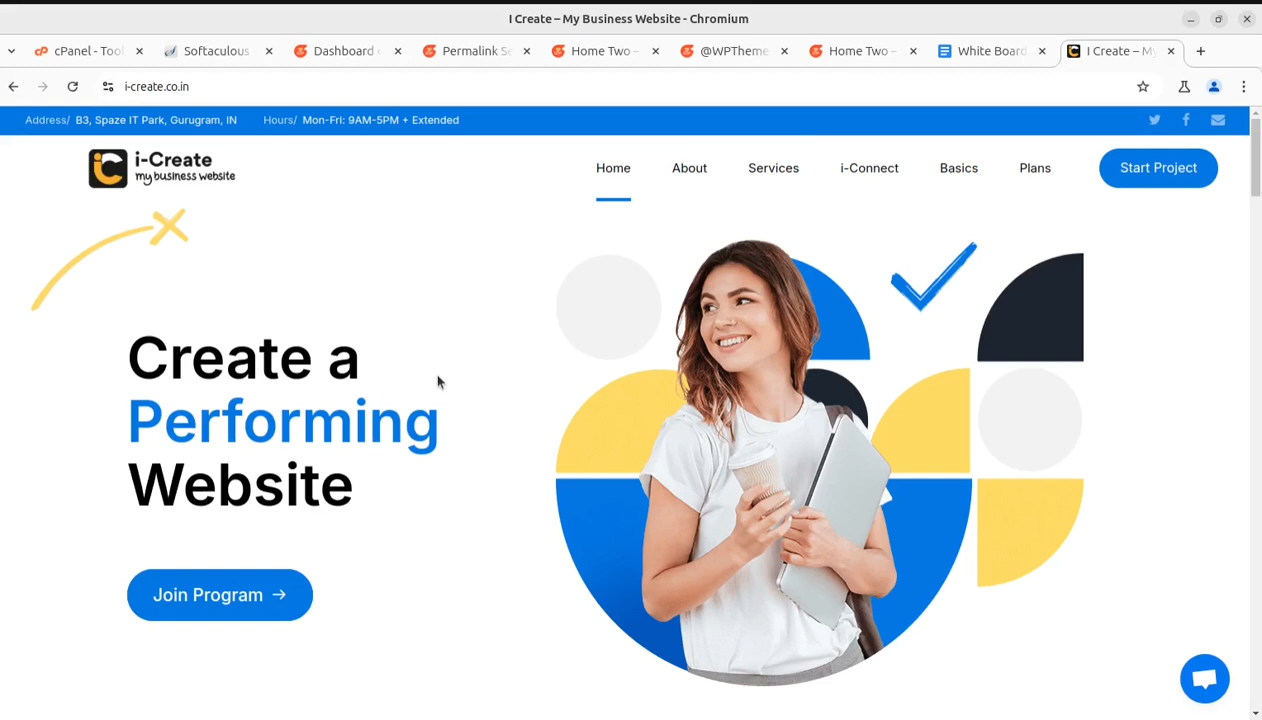 I Create – My Business Website - Chromium
cPanel - Tool
Softaculous -
Dashboard
Permalink Se
Home Two –
@WPTheme
Home Two –
White Board
I Create – My
i-create.co.in
Address/ B3, Spaze IT Park, Gurugram, IN Hours/ Mon-Fri: 9AM-5PM + Extended
i-Create
my business website
Home About Services i-Connect Basics Plans Start Project
Create a
Performing
Website
Join Program →